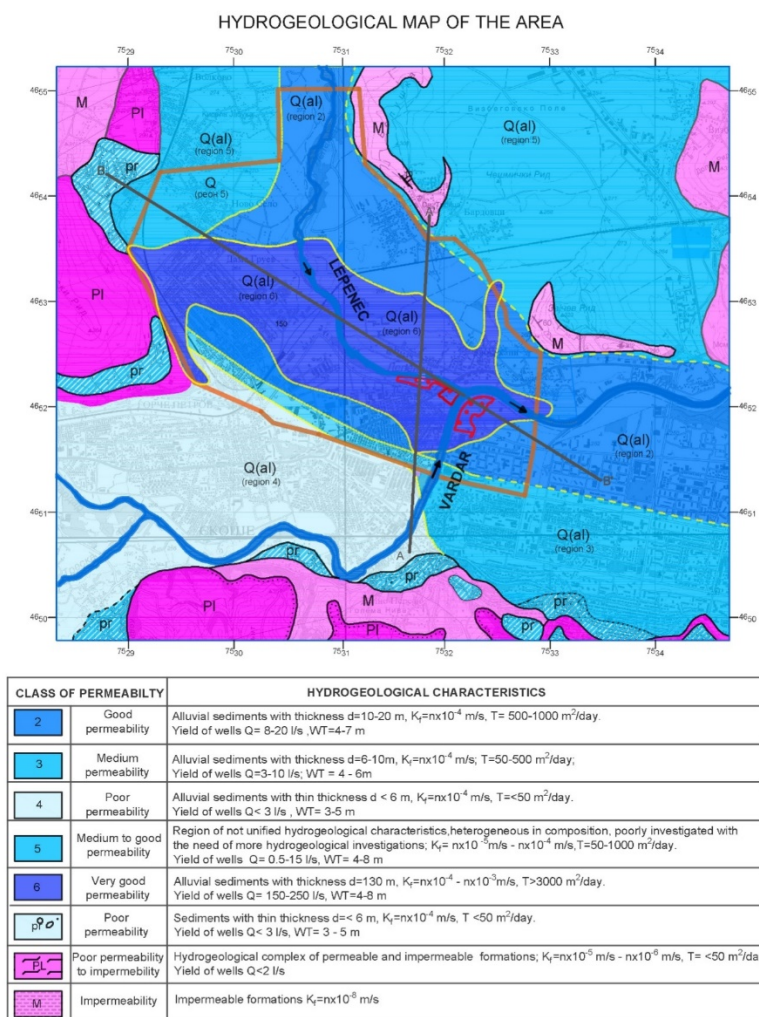 HYDROGEOLOGICAL MAP OF THE AREA
7529 7530 7531 7532 7533 7534
4655
4654
4653
4652
4651
4650
M
Pl
pr
B
Q(al)
(region 5)
Q
(реон 5)
Q(al)
(region 2)
M
Q(al)
(region 5)
M
Pl
pr
Q(al)
(region 6)
LEPENEC
Q(al)
(region 6)
M
Q(al)
(region 4)
VARDAR
Q(al)
(region 2)
B'
Q(al)
(region 3)
СКОПЈЕ
A
pr
pr
pr
M
Pl
Pl
pr
pr
7529 7530 7531 7532 7533 7534
CLASS OF PERMEABILTY HYDROGEOLOGICAL CHARACTERISTICS
2 Good permeability
Alluvial sediments with thickness d=10-20 m, Kf=nx10⁻⁴ m/s, T= 500-1000 m²/day.
Yield of wells Q= 8-20 l/s ,WT=4-7 m
3 Medium permeability
Alluvial sediments with thickness d=6-10m, Kf=nx10⁻⁴ m/s; T=50-500 m²/day;
Yield of wells Q=3-10 l/s; WT = 4 - 6m
4 Poor permeability
Alluvial sediments with thin thickness d < 6 m, Kf=nx10⁻⁴ m/s, T=<50 m²/day.
Yield of wells Q< 3 l/s , WT= 3-5 m
5 Medium to good permeability
Region of not unified hydrogeological characteristics,heterogeneous in composition, poorly investigated with
the need of more hydrogeological investigations; Kf= nx10⁻⁵m/s - nx10⁻⁴ m/s,T=50-1000 m²/day.
Yield of wells Q= 0.5-15 l/s, WT= 4-8 m
6 Very good permeability
Alluvial sediments with thickness d=130 m, Kf=nx10⁻⁴ - nx10⁻³m/s, T>3000 m²/day.
Yield of wells Q= 150-250 l/s, WT=4-8 m
pr Poor permeability
Sediments with thin thickness d=< 6 m, Kf=nx10⁻⁴ m/s, T <50 m²/day.
Yield of wells Q< 3 l/s, WT= 3 - 5 m
PL Poor permeability to impermebility
Hydrogeological complex of permeable and impermeable formations; Kf=nx10⁻⁵ m/s - nx10⁻⁶ m/s, T= <50 m²/da
Yield of wells Q<2 l/s
M Impermeability
Impermeable formations Kf=nx10⁻⁸ m/s